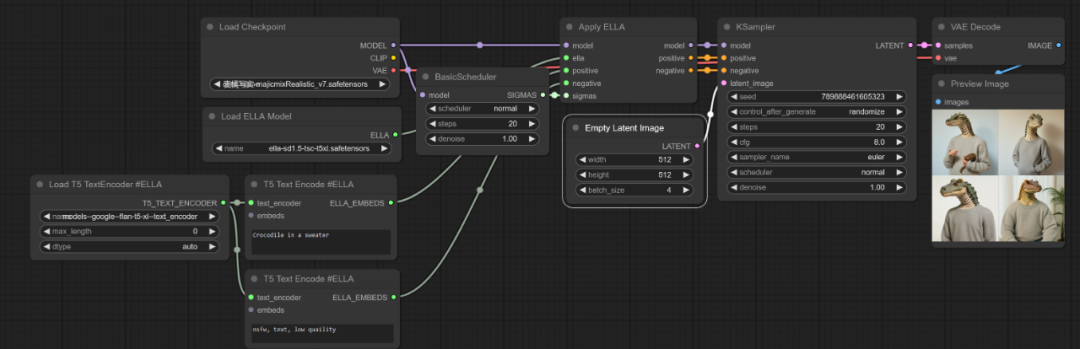 Load Checkpoint
MODEL
CLIP
VAE
majicmixRealistic_v7.safetensors
Load ELLA Model
ELLA
name ella-sd1.5-tsc-t5xl.safetensors
Load T5 TextEncoder #ELLA
T5_TEXT_ENCODER
models--google--flan-t5-xl--text_encoder
max_length 0
dtype auto
T5 Text Encode #ELLA
text_encoder ELLA_EMBEDS
embeds
Crocodile in a sweater
T5 Text Encode #ELLA
text_encoder ELLA_EMBEDS
embeds
nsfw, text, low quality
BasicScheduler
model SIGMAS
scheduler normal
steps 20
denoise 1.00
Apply ELLA
model model
ella positive
positive negative
negative
sigmas
Empty Latent Image
LATENT
width 512
height 512
batch_size 4
KSampler
model LATENT
positive
negative
latent_image
seed 789888461605323
control_after_generate randomize
steps 20
cfg 8.0
sampler_name euler
scheduler normal
denoise 1.00
VAE Decode
samples IMAGE
vae
Preview Image
images